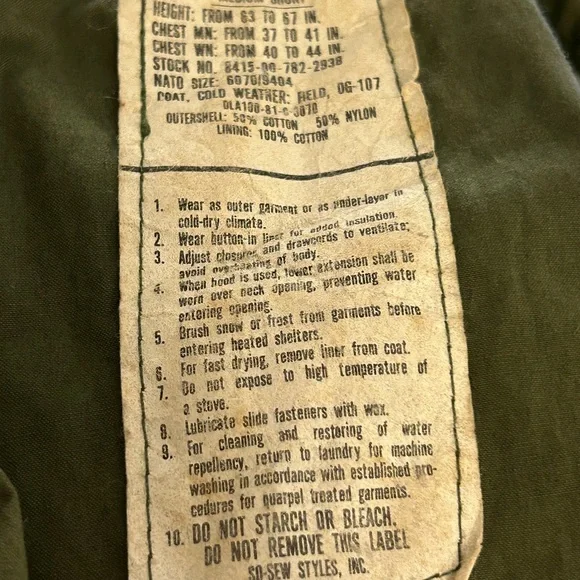 MEDIUM SHORT
HEIGHT: FROM 63 TO 67 IN.
CHEST MN: FROM 37 TO 41 IN.
CHEST WN: FROM 40 TO 44 IN.
STOCK NO. 8415-00-782-2938
NATO SIZE: 6070/9404
COAT, COLD WEATHER: FIELD, OG-107
DLA100-81-C-3070
OUTERSHELL: 50% COTTON 50% NYLON
LINING: 100% COTTON
1. Wear as outer garment or as under-layer in
cold-dry climate.
2. Wear button-in liner for added insulation.
3. Adjust closures and drawcords to ventilate;
avoid overheating of body.
4. When hood is used, lower extension shall be
worn over neck opening, preventing water
entering opening.
5. Brush snow or frost from garments before
entering heated shelters.
6. For fast drying, remove liner from coat.
7. Do not expose to high temperature of
a stove.
8. Lubricate slide fasteners with wax.
9. For cleaning and restoring of water
repellency, return to laundry for machine
washing in accordance with established pro-
cedures for quarpel treated garments.
10. DO NOT STARCH OR BLEACH.
DO NOT REMOVE THIS LABEL
SO-SEW STYLES, INC.